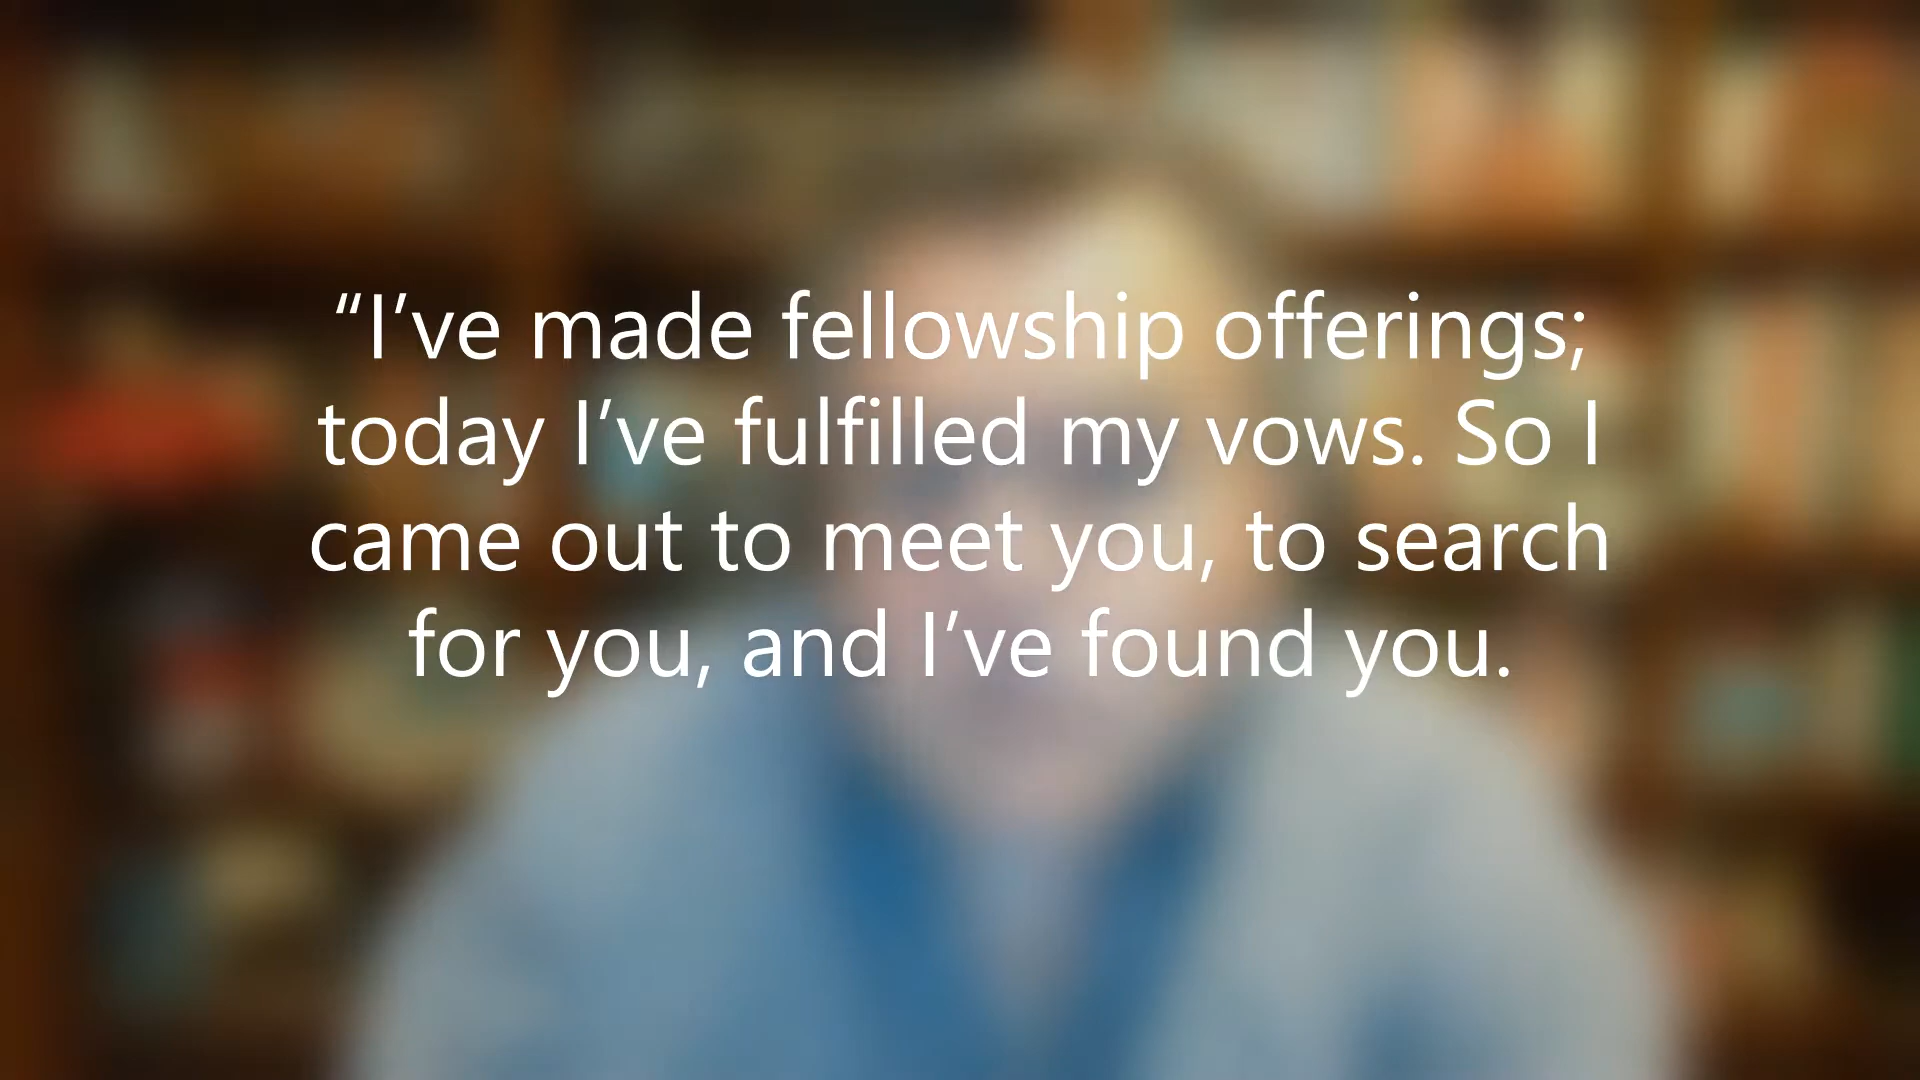 “I’ve made fellowship offerings;
today I’ve fulfilled my vows. So I
came out to meet you, to search
for you, and I’ve found you.